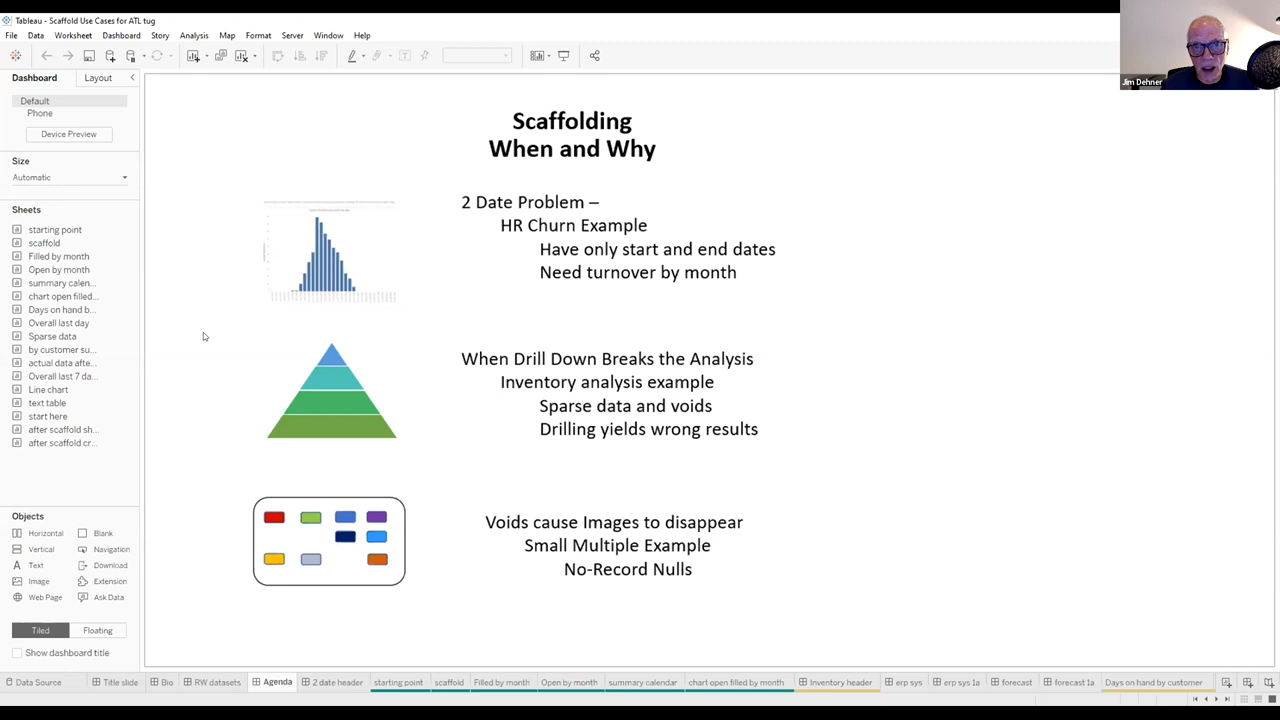 Tableau - Scaffold Use Cases for ATL tug
File Data Worksheet Dashboard Story Analysis Map Format Server Window Help
Jim Dehner
Dashboard Layout
Default
Phone
Device Preview
Size
Automatic
Sheets
starting point
scaffold
Filled by month
Open by month
summary calen...
chart open filled...
Days on hand b...
Overall last day
Sparse data
by customer su...
actual data afte...
Overall last 7 da...
Line chart
text table
start here
after scaffold sh...
after scaffold cr...
Objects
Horizontal Blank
Vertical Navigation
Text Download
Image Extension
Web Page Ask Data
Tiled Floating
Show dashboard title
Scaffolding
When and Why
2 Date Problem –
HR Churn Example
Have only start and end dates
Need turnover by month
When Drill Down Breaks the Analysis
Inventory analysis example
Sparse data and voids
Drilling yields wrong results
Voids cause Images to disappear
Small Multiple Example
No-Record Nulls
Data Source Title slide Bio RW datasets Agenda 2 date header starting point scaffold Filled by month Open by month summary calendar chart open filled by month Inventory header erp sys erp sys 1a forecast forecast 1a Days on hand by customer